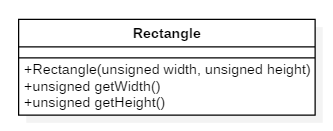 Rectangle
+Rectangle(unsigned width, unsigned height)
+unsigned getWidth()
+unsigned getHeight()